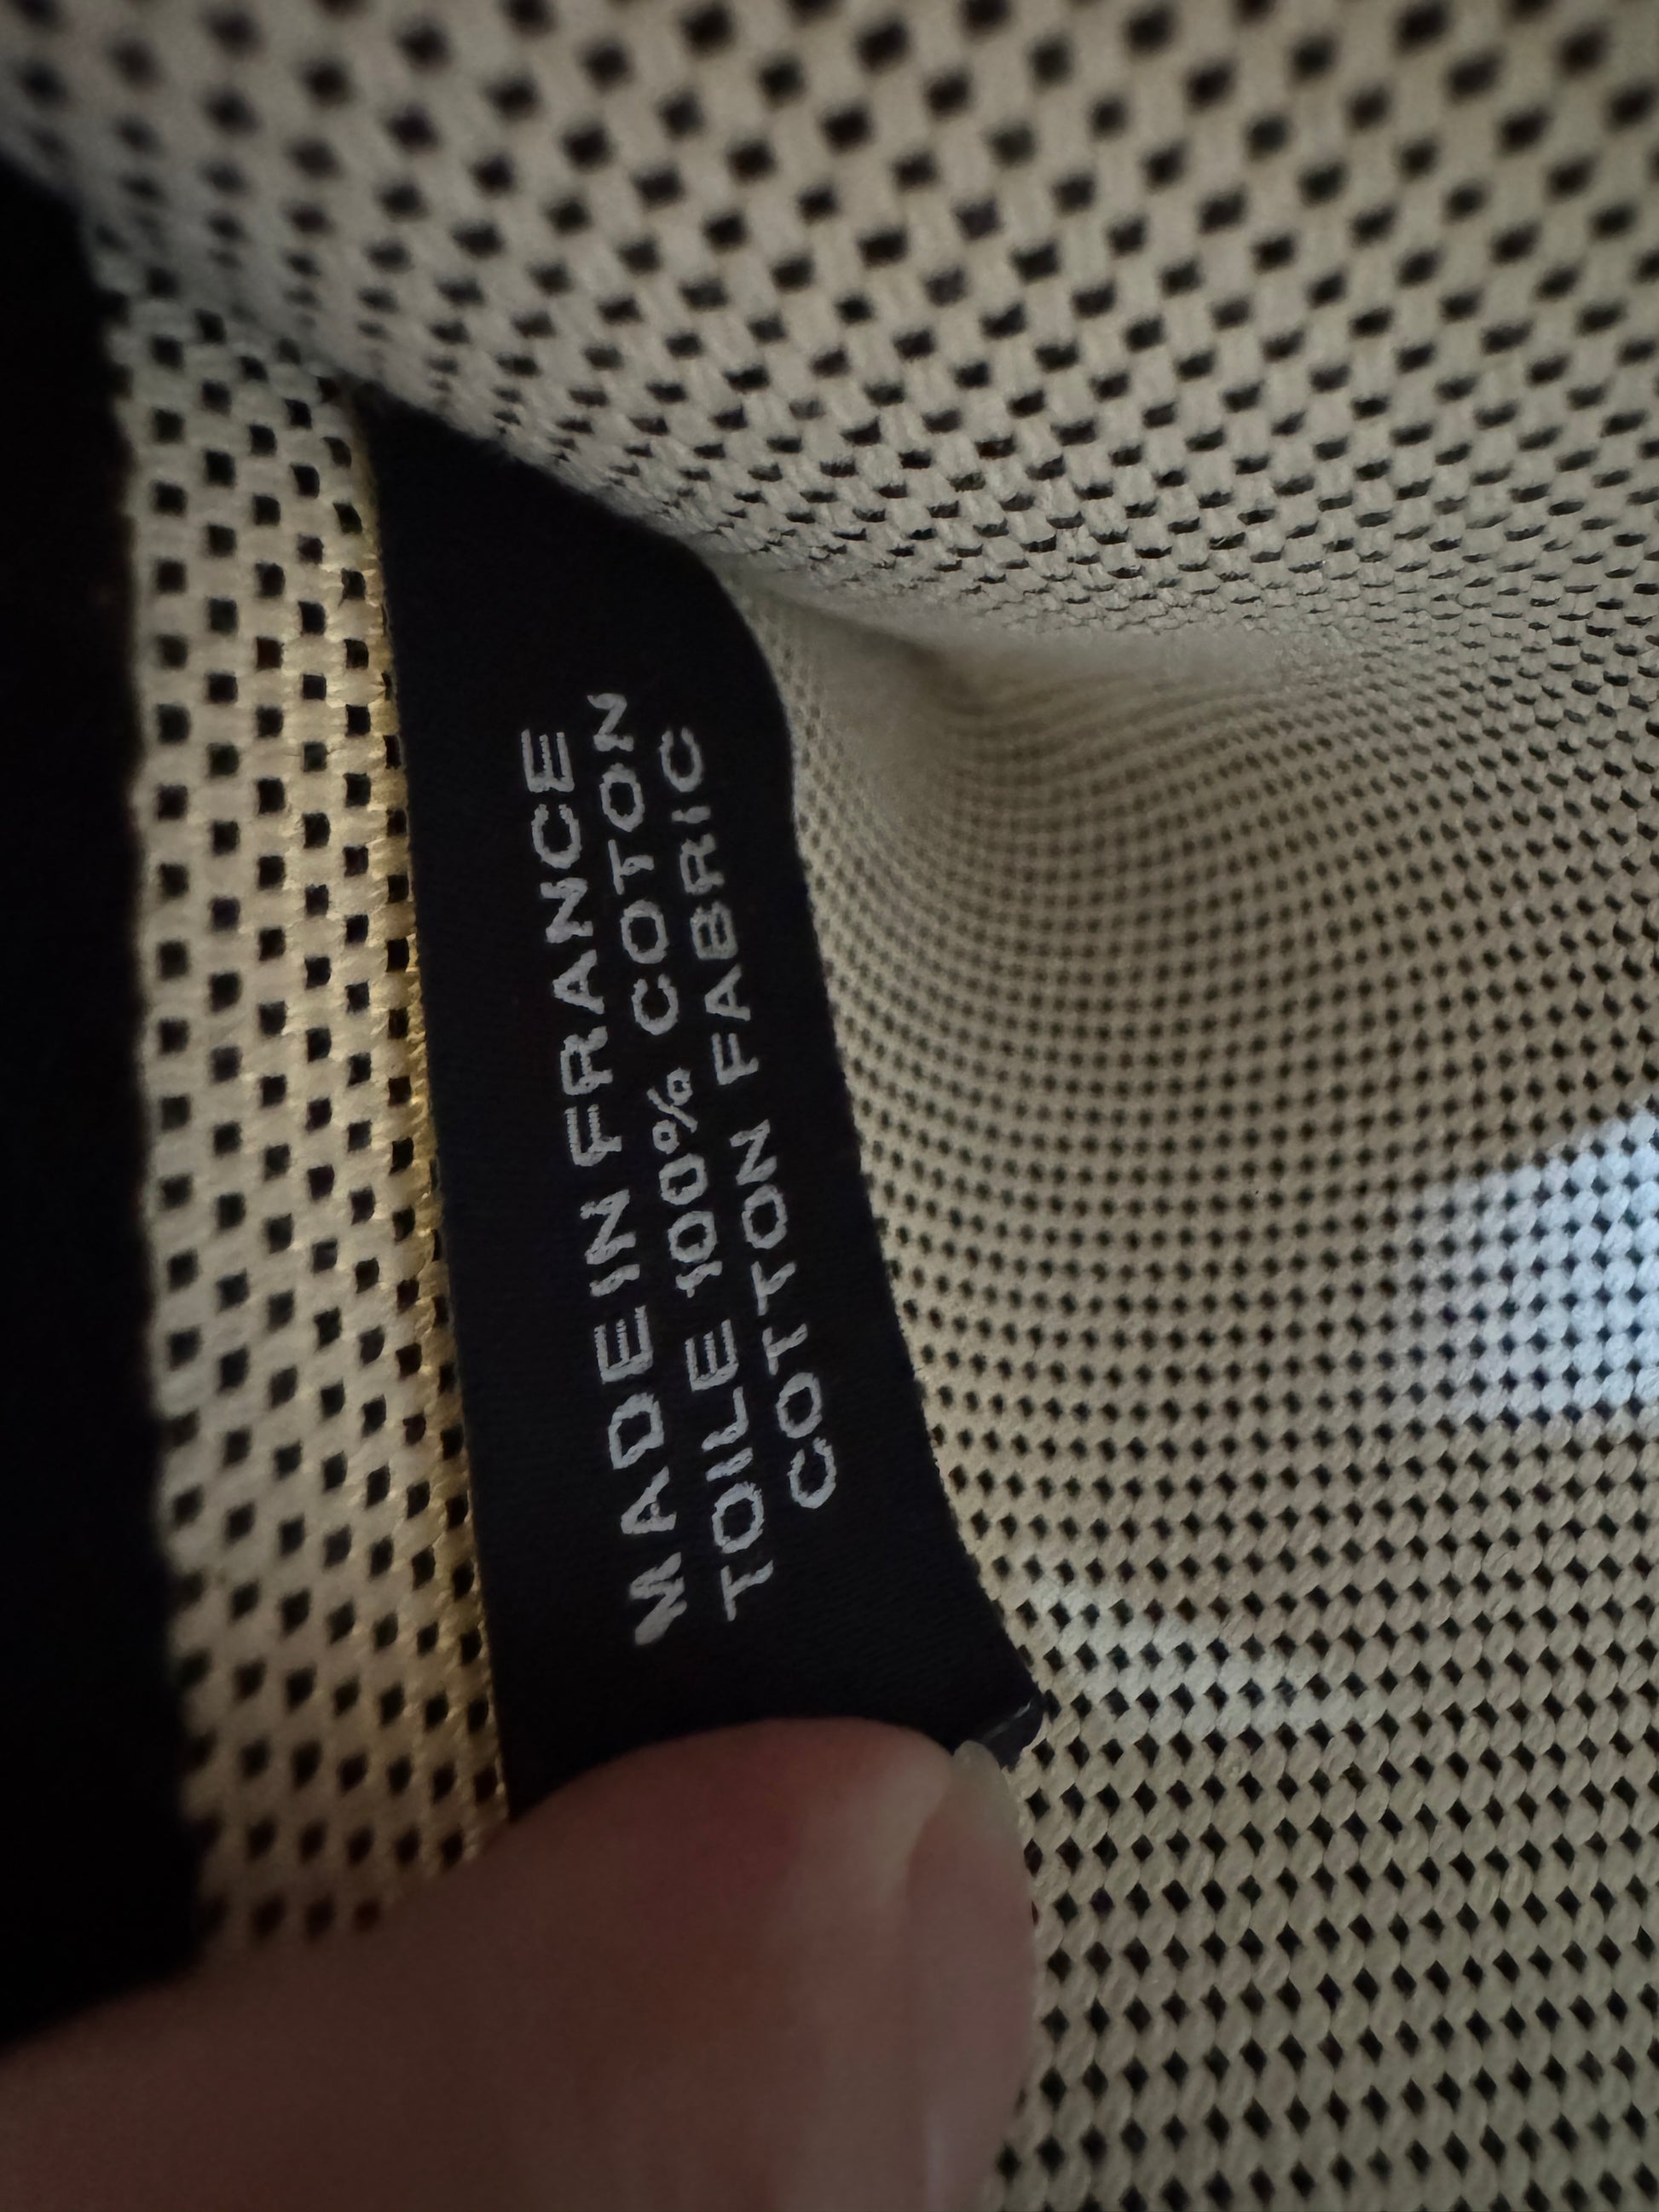 MADE IN FRANCE
TOILE 100% COTON
COTTON FABRIC